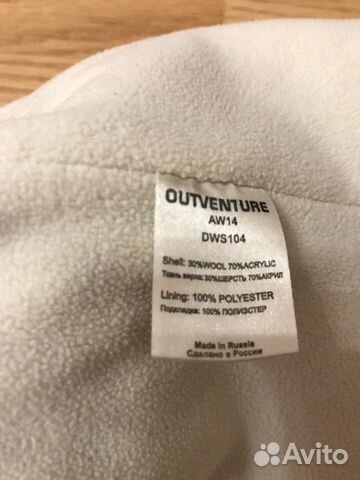 OUTVENTURE
AW14
DWS104
Shell: 30%WOOL 70%ACRYLIC
Ткань верха:30%ШЕРСТЬ 70%АКРИЛ
Lining: 100% POLYESTER
Подкладка: 100% ПОЛИЭСТЕР
Made In Russia
Сделано в России
Avito